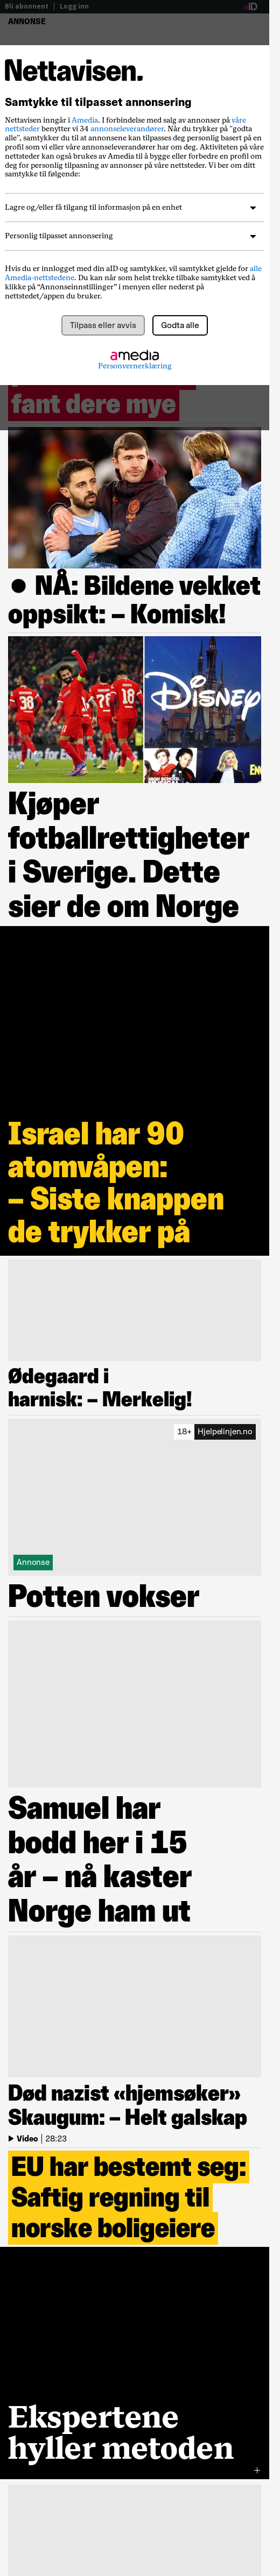 Bli abonnent | Logg inn
aID
ANNONSE
Nettavisen.
Samtykke til tilpasset annonsering
Nettavisen inngår i Amedia. I forbindelse med salg av annonser på våre
nettsteder benytter vi 34 annonseleverandører. Når du trykker på "godta
alle", samtykker du til at annonsene kan tilpasses deg personlig basert på en
profil som vi eller våre annonseleverandører har om deg. Aktiviteten på våre
nettsteder kan også brukes av Amedia til å bygge eller forbedre en profil om
deg for personlig tilpasning av annonser på våre nettsteder. Vi ber om ditt
samtykke til følgende:
Lagre og/eller få tilgang til informasjon på en enhet
Personlig tilpasset annonsering
Hvis du er innlogget med din aID og samtykker, vil samtykket gjelde for alle
Amedia-nettstedene. Du kan når som helst trekke tilbake samtykket ved å
klikke på “Annonseinnstillinger” i menyen eller nederst på
nettstedet/appen du bruker.
Tilpass eller avvis
Godta alle
amedia
Personvernerklæring
fant dere mye
● NÅ: Bildene vekket
oppsikt: – Komisk!
38
8
18
DISNEY
Kjøper
fotballrettigheter
i Sverige. Dette
sier de om Norge
Israel har 90
atomvåpen:
– Siste knappen
de trykker på
Ødegaard i
harnisk: – Merkelig!
18+ Hjelpelinjen.no
Annonse
Potten vokser
Samuel har
bodd her i 15
år – nå kaster
Norge ham ut
Død nazist «hjemsøker»
Skaugum: – Helt galskap
Video | 28:23
EU har bestemt seg:
Saftig regning til
norske boligeiere
Ekspertene
hyller metoden
+